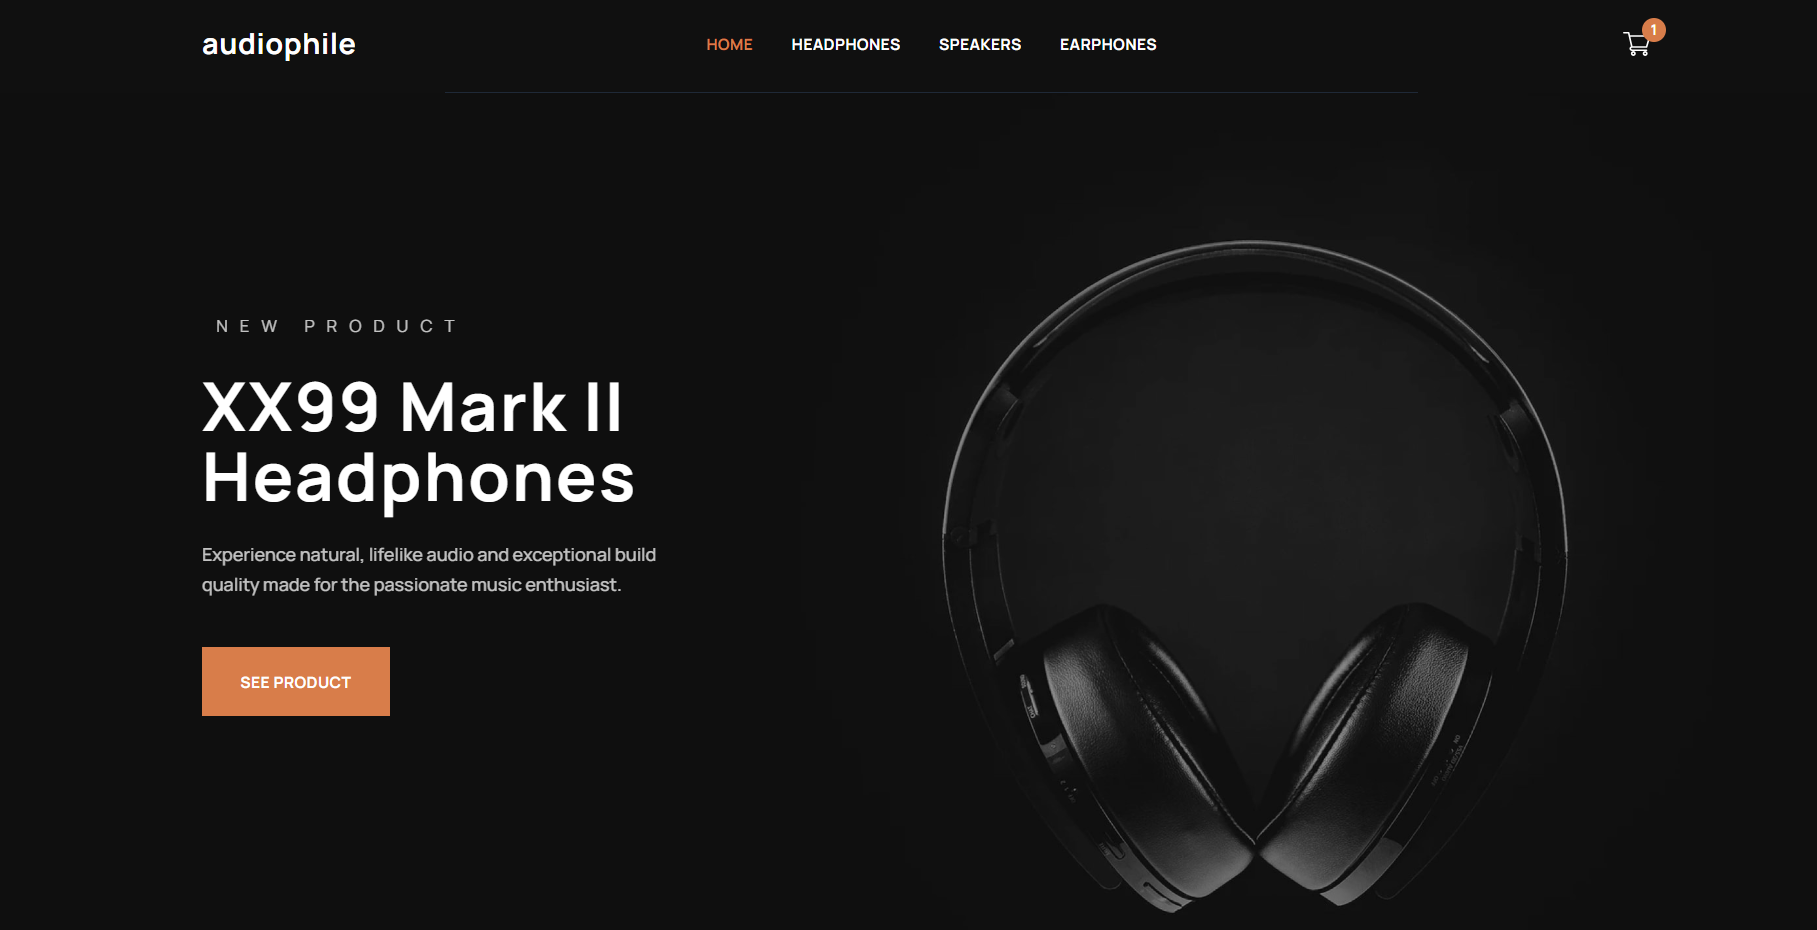 audiophile
HOME HEADPHONES SPEAKERS EARPHONES
1
NEW PRODUCT
XX99 Mark II
Headphones
Experience natural, lifelike audio and exceptional build
quality made for the passionate music enthusiast.
SEE PRODUCT